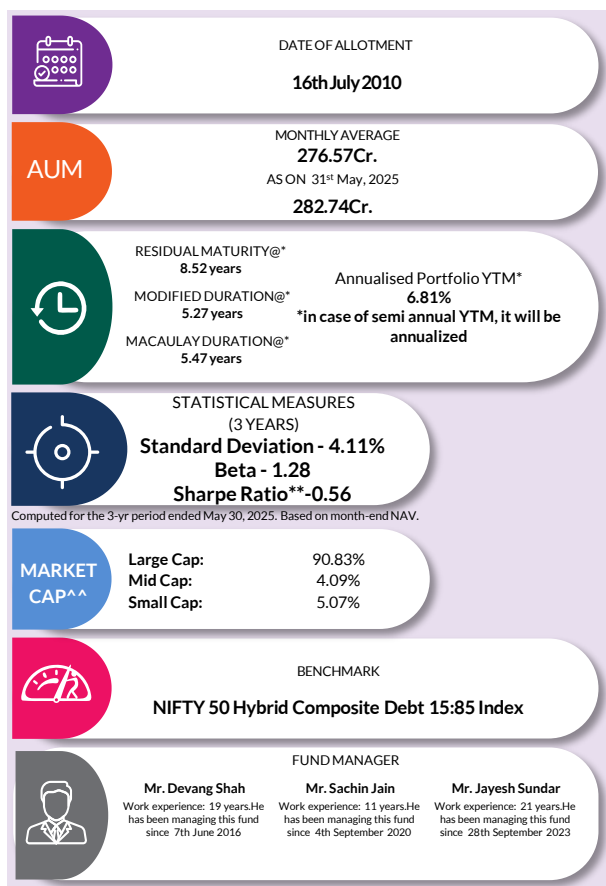 DATE OF ALLOTMENT
16th July 2010
AUM
MONTHLY AVERAGE
276.57Cr.
AS ON 31st May, 2025
282.74Cr.
RESIDUAL MATURITY@*
8.52 years
MODIFIED DURATION@*
5.27 years
MACAULAY DURATION@*
5.47 years
Annualised Portfolio YTM*
6.81%
*in case of semi annual YTM, it will be
annualized
STATISTICAL MEASURES
(3 YEARS)
Standard Deviation - 4.11%
Beta - 1.28
Sharpe Ratio**-0.56
Computed for the 3-yr period ended May 30, 2025. Based on month-end NAV.
MARKET
CAP^^
Large Cap: 90.83%
Mid Cap: 4.09%
Small Cap: 5.07%
BENCHMARK
NIFTY 50 Hybrid Composite Debt 15:85 Index
FUND MANAGER
Mr. Devang Shah
Work experience: 19 years.He
has been managing this fund
since 7th June 2016
Mr. Sachin Jain
Work experience: 11 years.He
has been managing this fund
since 4th September 2020
Mr. Jayesh Sundar
Work experience: 21 years.He
has been managing this fund
since 28th September 2023